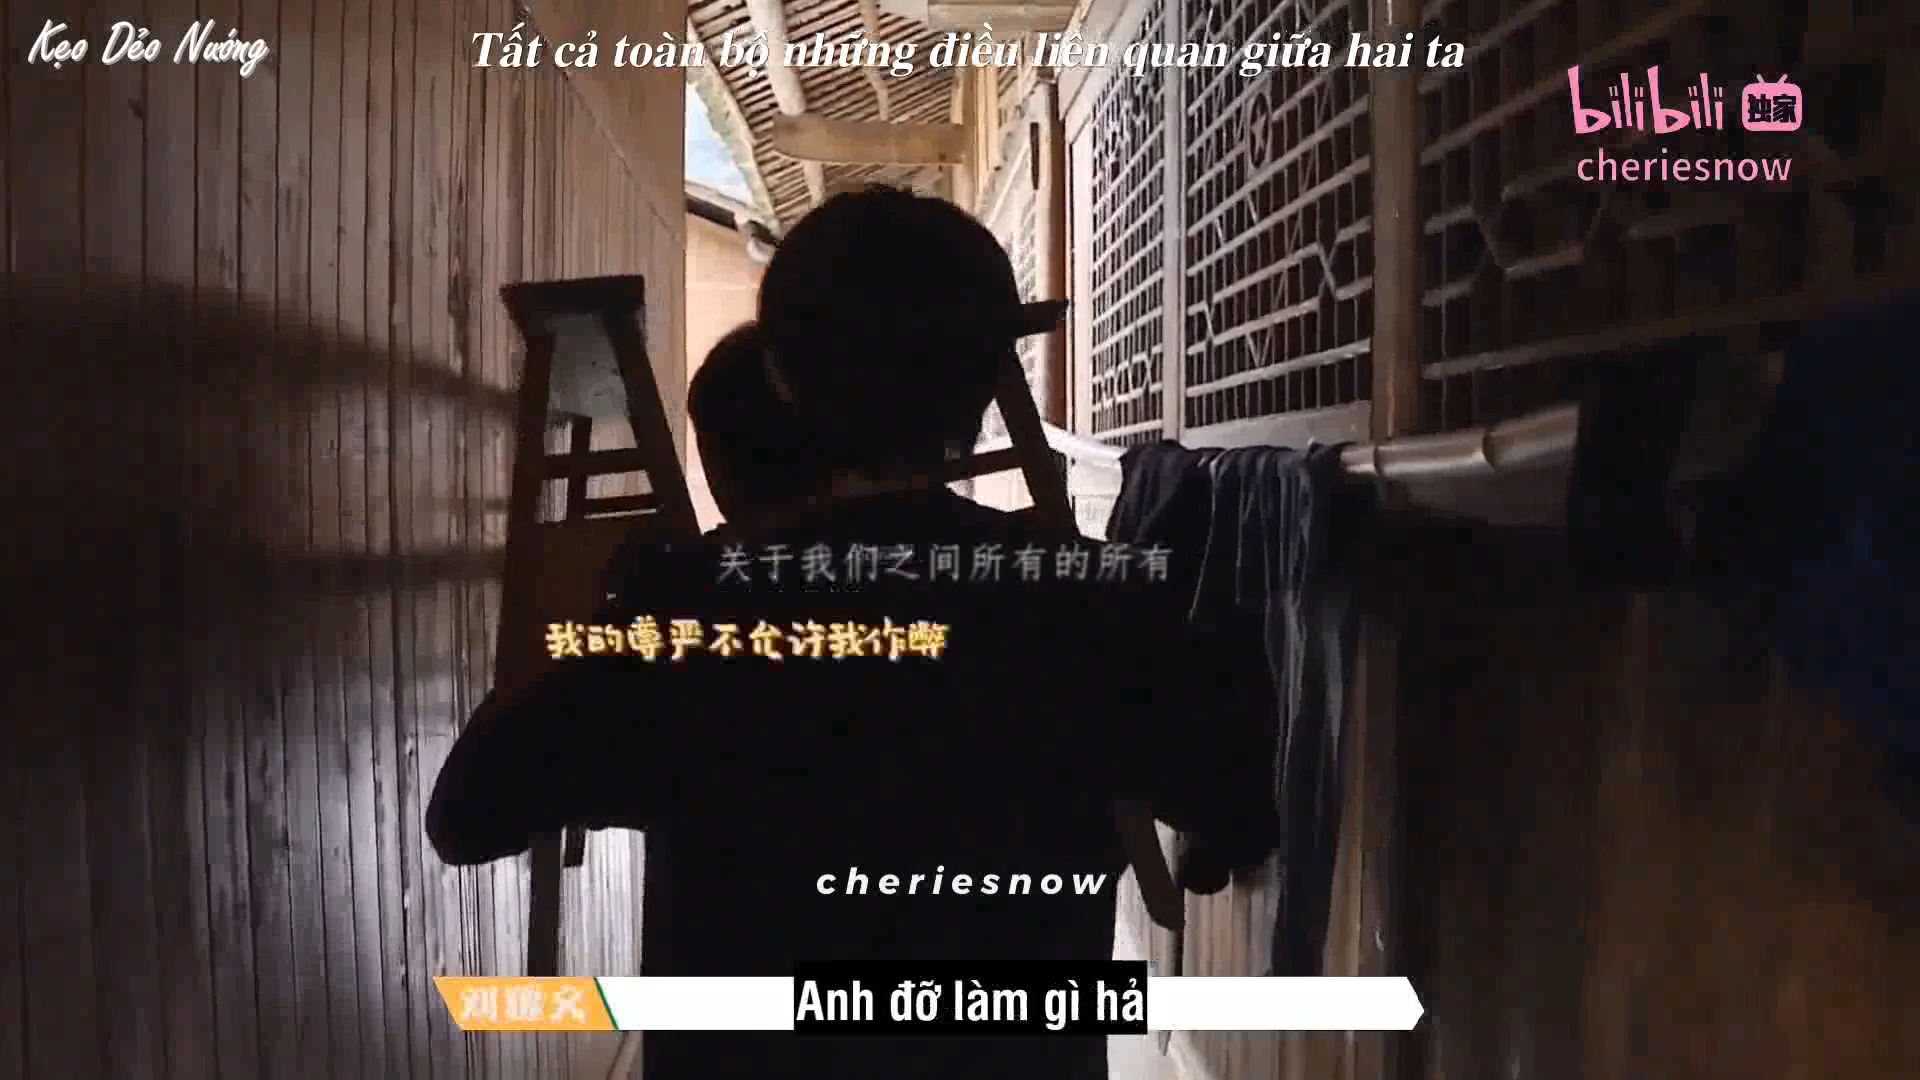 Kẹo Dẻo Nướng
Tất cả toàn bộ những điều liên quan giữa hai ta
bilibili 独家
cheriesnow
关于我们之间所有的所有
我的尊严不允许我作弊
cheriesnow
刘耀文
Anh đỡ làm gì hả